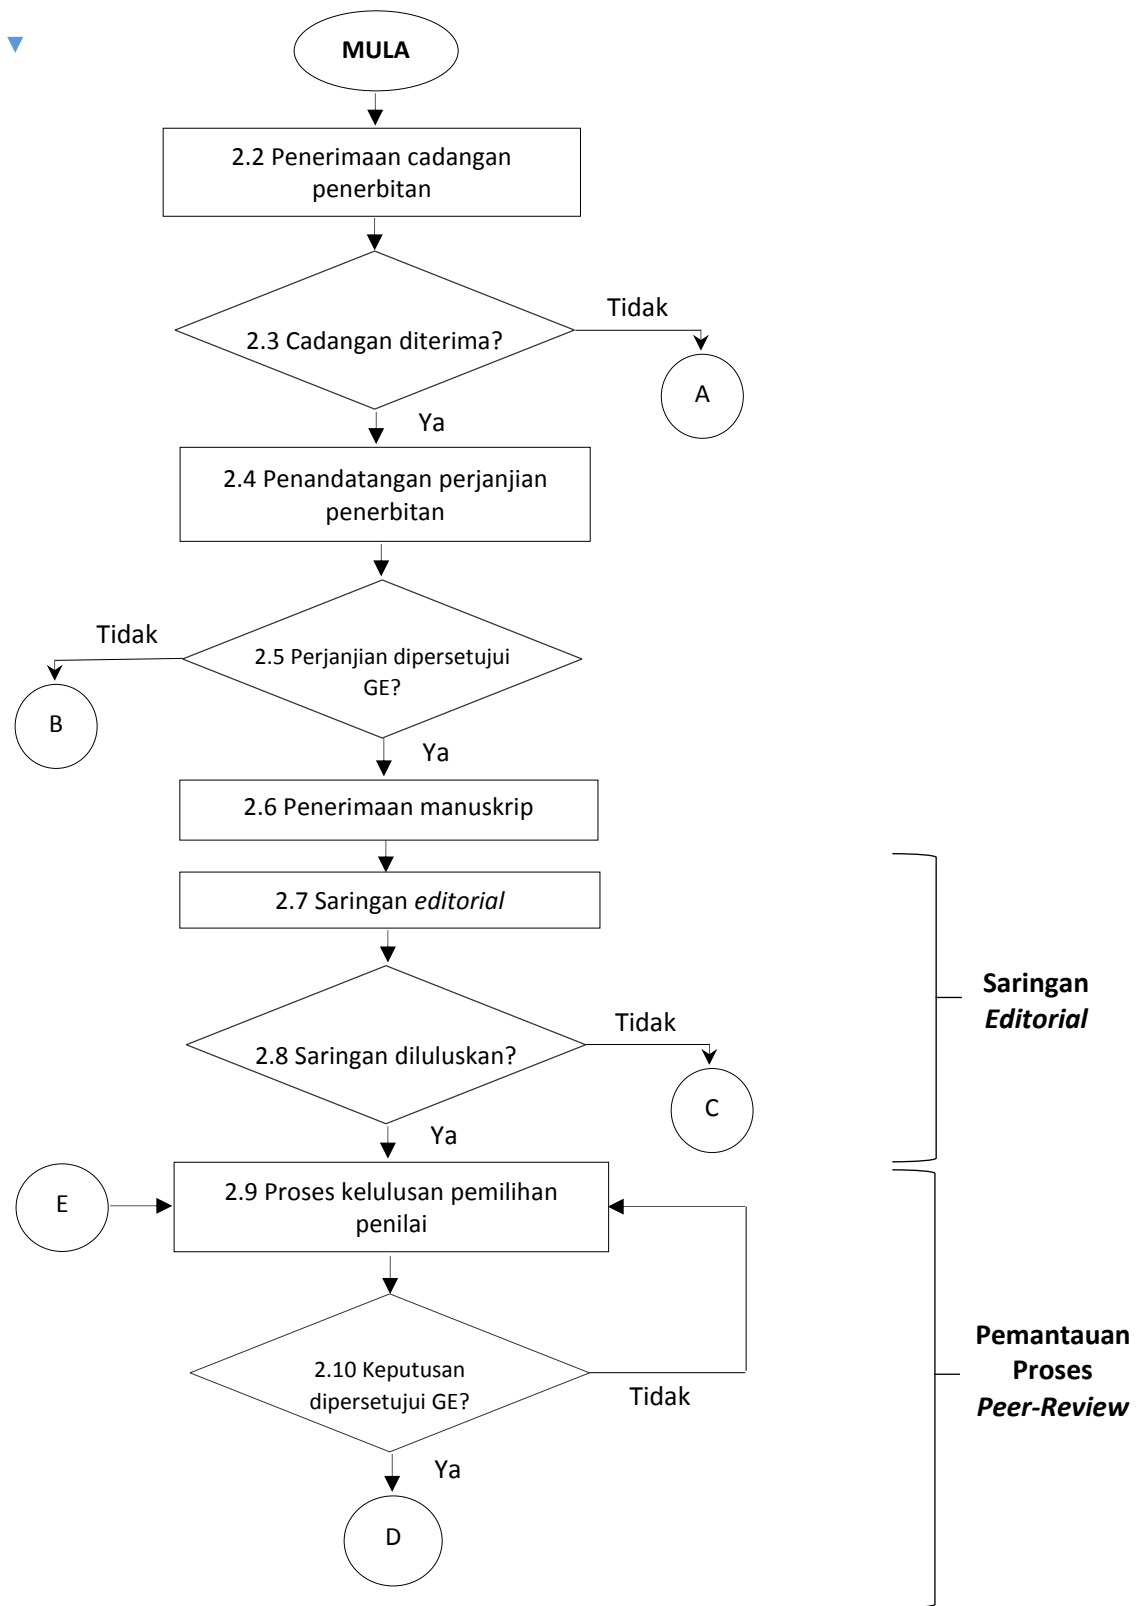 MULA
2.2 Penerimaan cadangan
penerbitan
Tidak
2.3 Cadangan diterima?
A
Ya
2.4 Penandatangan perjanjian
penerbitan
Tidak
2.5 Perjanjian dipersetujui
GE?
B
Ya
2.6 Penerimaan manuskrip
2.7 Saringan editorial
Saringan
Editorial
Tidak
2.8 Saringan diluluskan?
C
Ya
E
2.9 Proses kelulusan pemilihan
penilai
Pemantauan
Proses
Peer-Review
2.10 Keputusan
dipersetujui GE?
Tidak
Ya
D